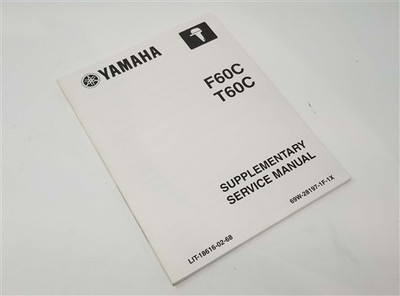 YAMAHA
F60C
T60C
SUPPLEMENTARY
SERVICE MANUAL
LIT-18616-02-68
69W-28197-1F-1X